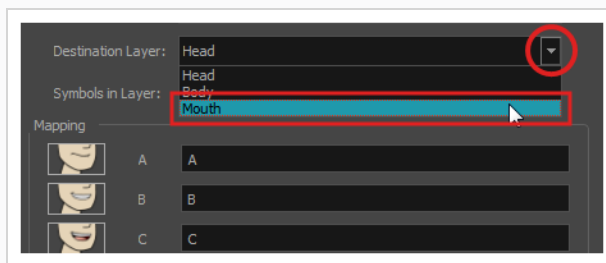 Destination Layer: Head
Head
Symbols in Layer: Body
Mouth
Mapping
A A
B B
C C